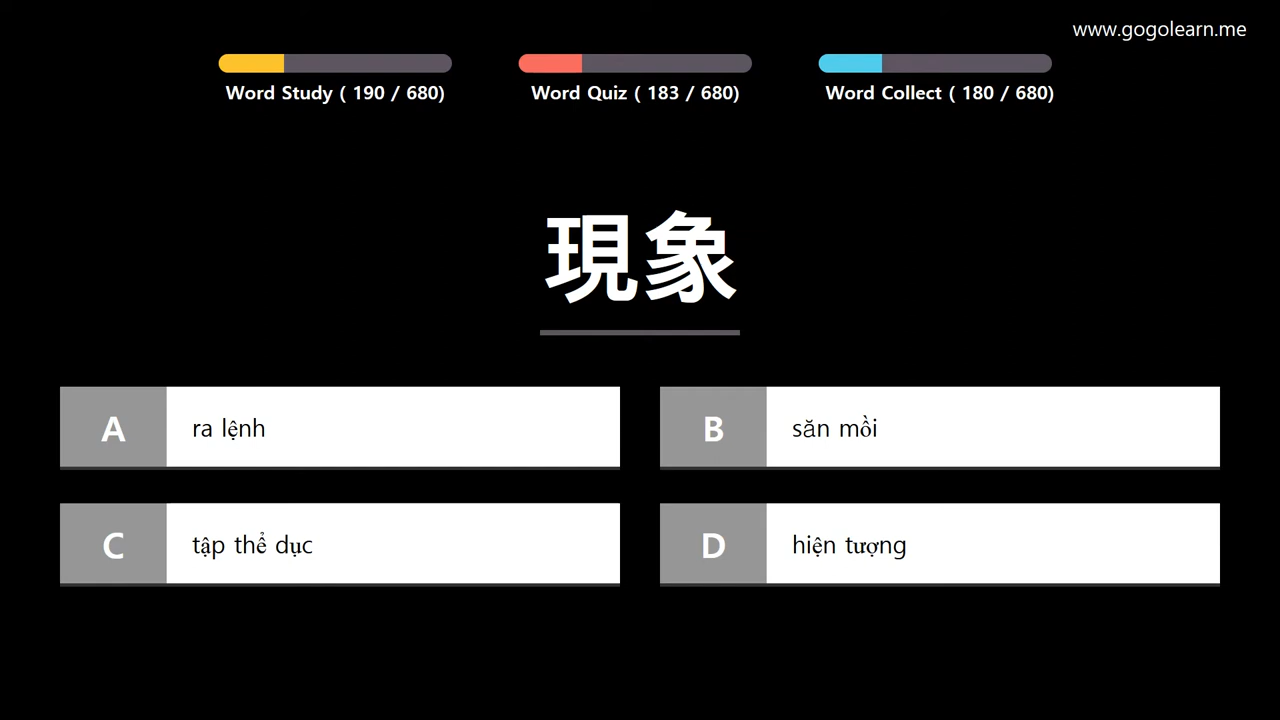 www.gogolearn.me
Word Study ( 190 / 680)
Word Quiz ( 183 / 680)
Word Collect ( 180 / 680)
現象
A
ra lệnh
B
săn mồi
C
tập thể dục
D
hiện tượng